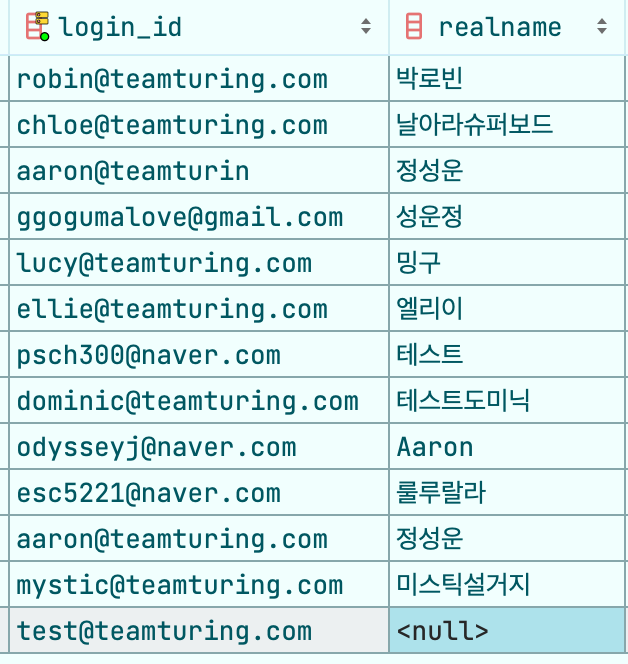 login_id realname
robin@teamturing.com 박로빈
chloe@teamturing.com 날아라슈퍼보드
aaron@teamturin 정성운
ggogumalove@gmail.com 성운정
lucy@teamturing.com 밍구
ellie@teamturing.com 엘리이
psch300@naver.com 테스트
dominic@teamturing.com 테스트도미닉
odysseyj@naver.com Aaron
esc5221@naver.com 룰루랄라
aaron@teamturing.com 정성운
mystic@teamturing.com 미스틱설거지
test@teamturing.com <null>